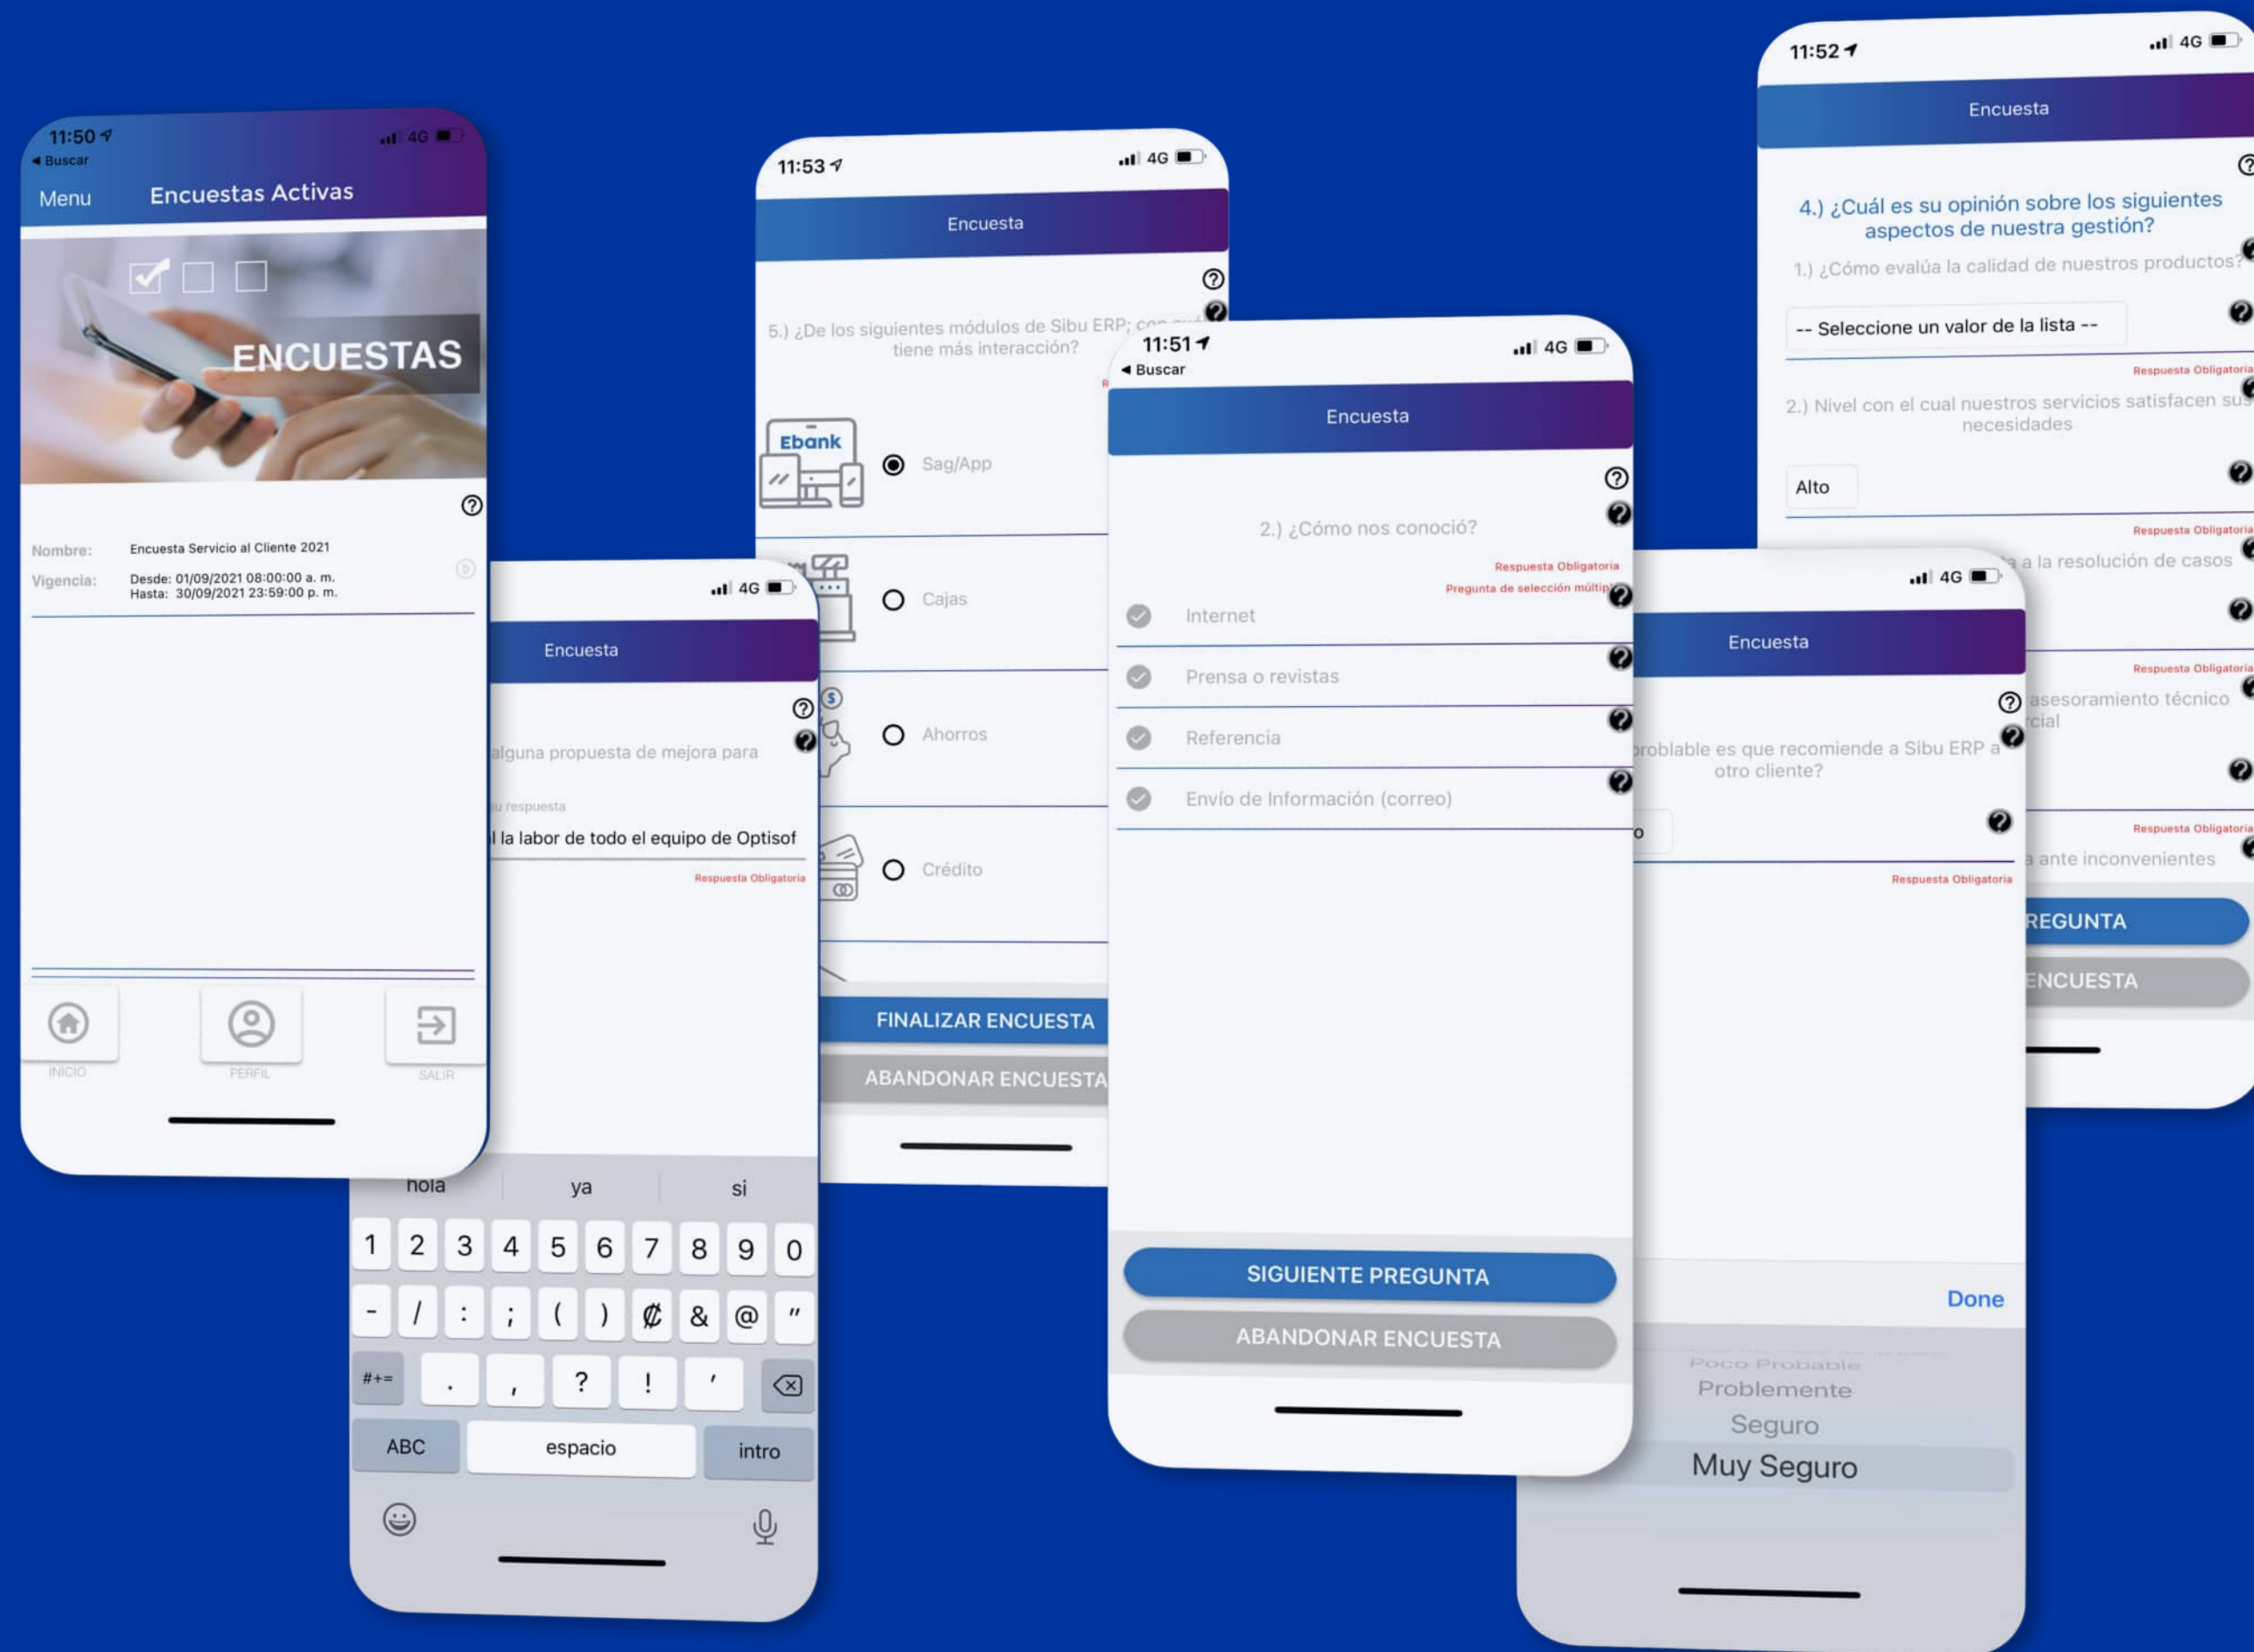 11:50
4G
Buscar
Menu
Encuestas Activas
ENCUESTAS
Nombre: Encuesta Servicio al Cliente 2021
Vigencia: Desde: 01/09/2021 08:00:00 a. m.
Hasta: 30/09/2021 23:59:00 p. m.
INICIO
PERFIL
SALIR
4G
Encuesta
alguna propuesta de mejora para
respuesta
la labor de todo el equipo de Optisof
Respuesta Obligatoria
hola
ya
si
1 2 3 4 5 6 7 8 9 0
- / : ; ( ) ₡ & @ "
#+= . , ? ! '
ABC
espacio
intro
11:53
4G
Encuesta
5.) ¿De los siguientes módulos de Sibu ERP;
tiene más interacción?
Ebank
Sag/App
Cajas
Ahorros
Crédito
FINALIZAR ENCUESTA
ABANDONAR ENCUESTA
11:51
4G
Buscar
Encuesta
2.) ¿Cómo nos conoció?
Respuesta Obligatoria
Pregunta de selección
Internet
Prensa o revistas
Referencia
Envío de Información (correo)
SIGUIENTE PREGUNTA
ABANDONAR ENCUESTA
4G
Encuesta
problable es que recomiende a Sibu ERP a
otro cliente?
Respuesta Obligatoria
Done
Poco Probable
Problemente
Seguro
Muy Seguro
11:52
4G
Encuesta
4.) ¿Cuál es su opinión sobre los siguientes
aspectos de nuestra gestión?
1.) ¿Cómo evalúa la calidad de nuestros productos?
-- Seleccione un valor de la lista --
Respuesta Obligatoria
2.) Nivel con el cual nuestros servicios satisfacen sus
necesidades
Alto
Respuesta Obligatoria
a la resolución de casos
Respuesta Obligatoria
asesoramiento técnico
Respuesta Obligatoria
ante inconvenientes
REGUNTA
ENCUESTA